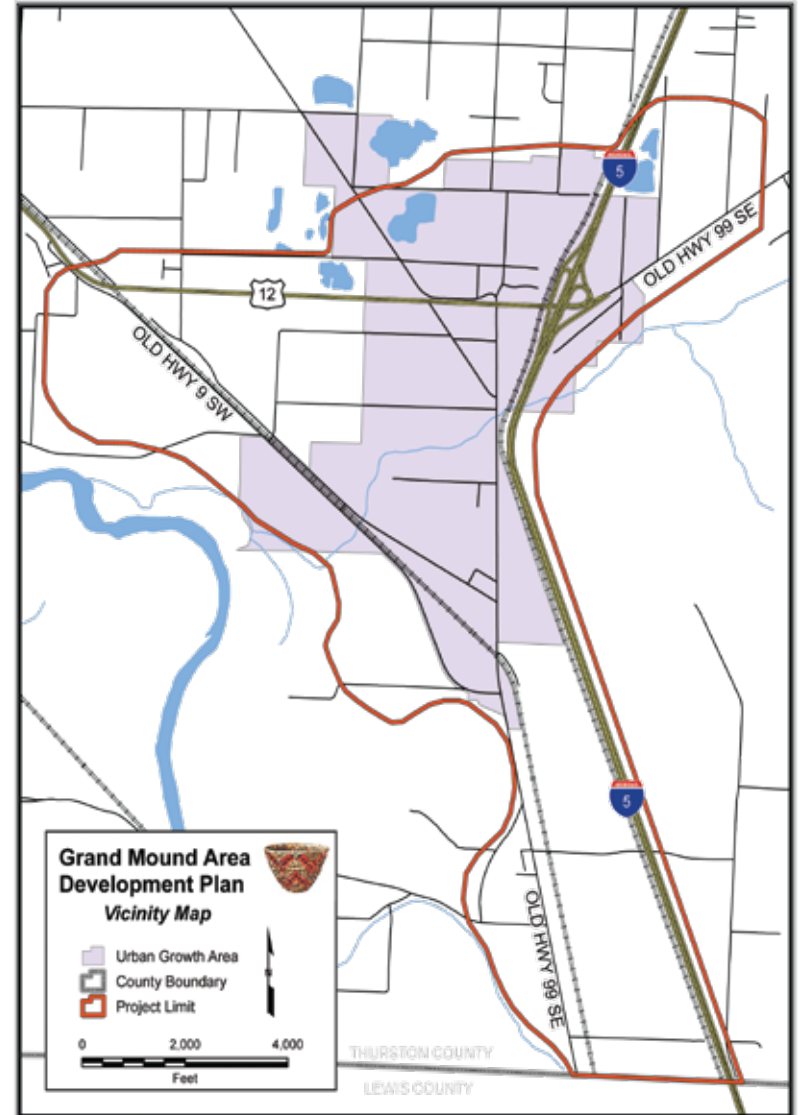 5
OLD HWY 99 SE
12
OLD HWY 9 SW
5
OLD HWY 99 SE
Grand Mound Area
Development Plan
Vicinity Map
Urban Growth Area
County Boundary
Project Limit
N
0 2,000 4,000
Feet
THURSTON COUNTY
LEWIS COUNTY